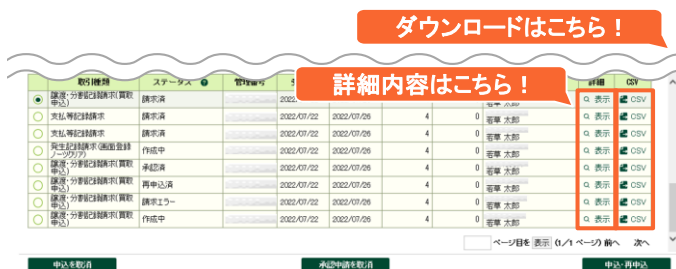 ダウンロードはこちら！
詳細内容はこちら！
取引種類 ステータス ? 管理番号 詳細 CSV
譲渡・分割記録請求(買取申込) 請求済 2022, 若草 太郎 表示 CSV
支払等記録請求 請求済 2022/07/22 2022/07/26 4 0 若草 太郎 表示 CSV
支払等記録請求 請求済 2022/07/22 2022/07/26 4 0 若草 太郎 表示 CSV
発生記録請求(画面登録ノーツクリア) 作成中 2022/07/22 2022/07/26 4 0 若草 太郎 表示 CSV
譲渡・分割記録請求(買取申込) 承認済 2022/07/22 2022/07/26 4 0 若草 太郎 表示 CSV
譲渡・分割記録請求(買取申込) 再申込済 2022/07/22 2022/07/26 4 0 若草 太郎 表示 CSV
譲渡・分割記録請求(買取申込) 請求エラー 2022/07/22 2022/07/26 4 0 若草 太郎 表示 CSV
譲渡・分割記録請求(買取申込) 作成中 2022/07/22 2022/07/26 4 0 若草 太郎 表示 CSV
ページ目を 表示 (1/1 ページ) 前へ 次へ
申込を取消 承認申請を取消 申込・再申込